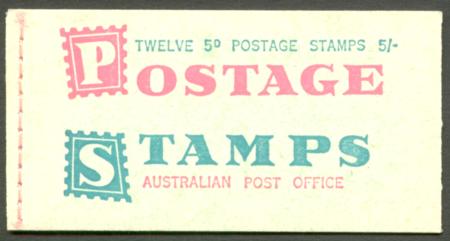 TWELVE 5D POSTAGE STAMPS 5/-
POSTAGE
STAMPS
AUSTRALIAN POST OFFICE